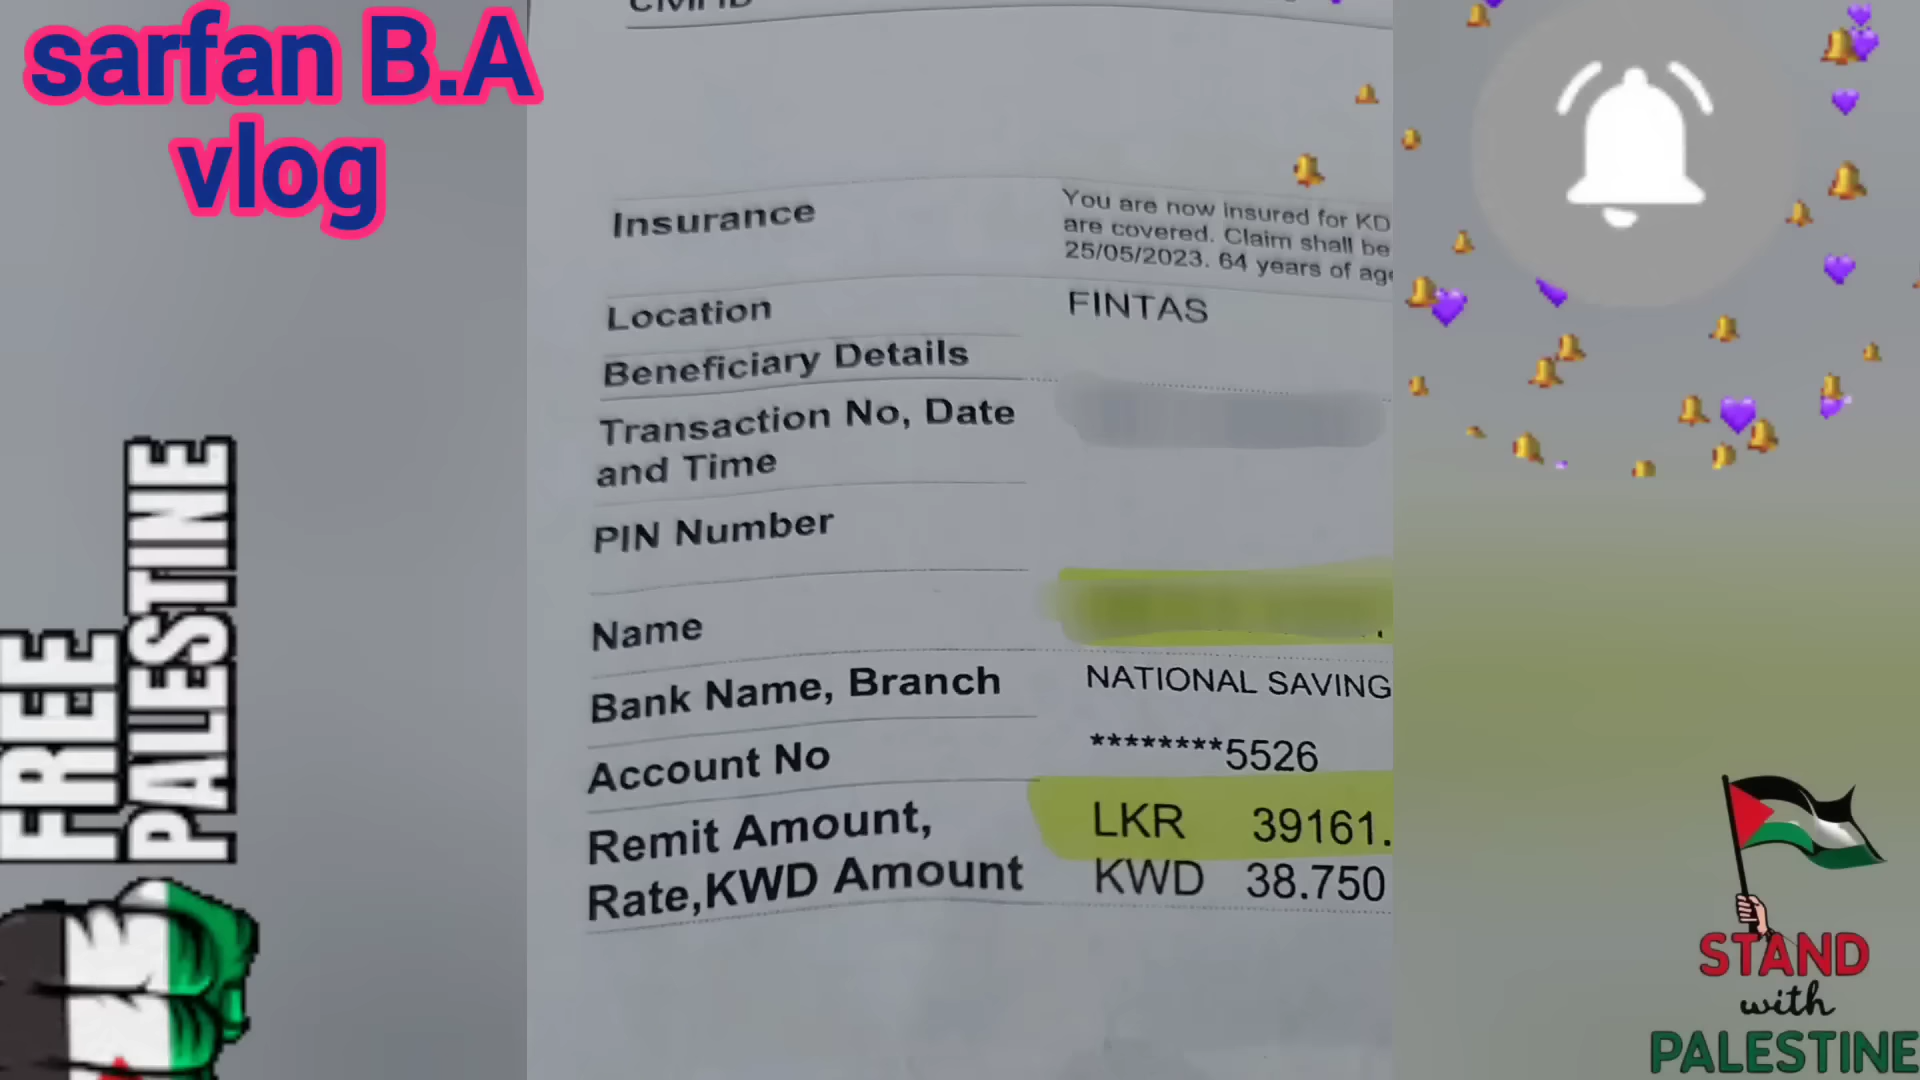 sarfan B.A
vlog
Insurance
You are now insured for KD
are covered. Claim shall be
25/05/2023. 64 years of age
Location
FINTAS
Beneficiary Details
Transaction No, Date
and Time
PIN Number
Name
Bank Name, Branch
NATIONAL SAVING
Account No
********5526
Remit Amount,
LKR 39161.
Rate,KWD Amount
KWD 38.750
FREE
PALESTINE
STAND
with
PALESTINE